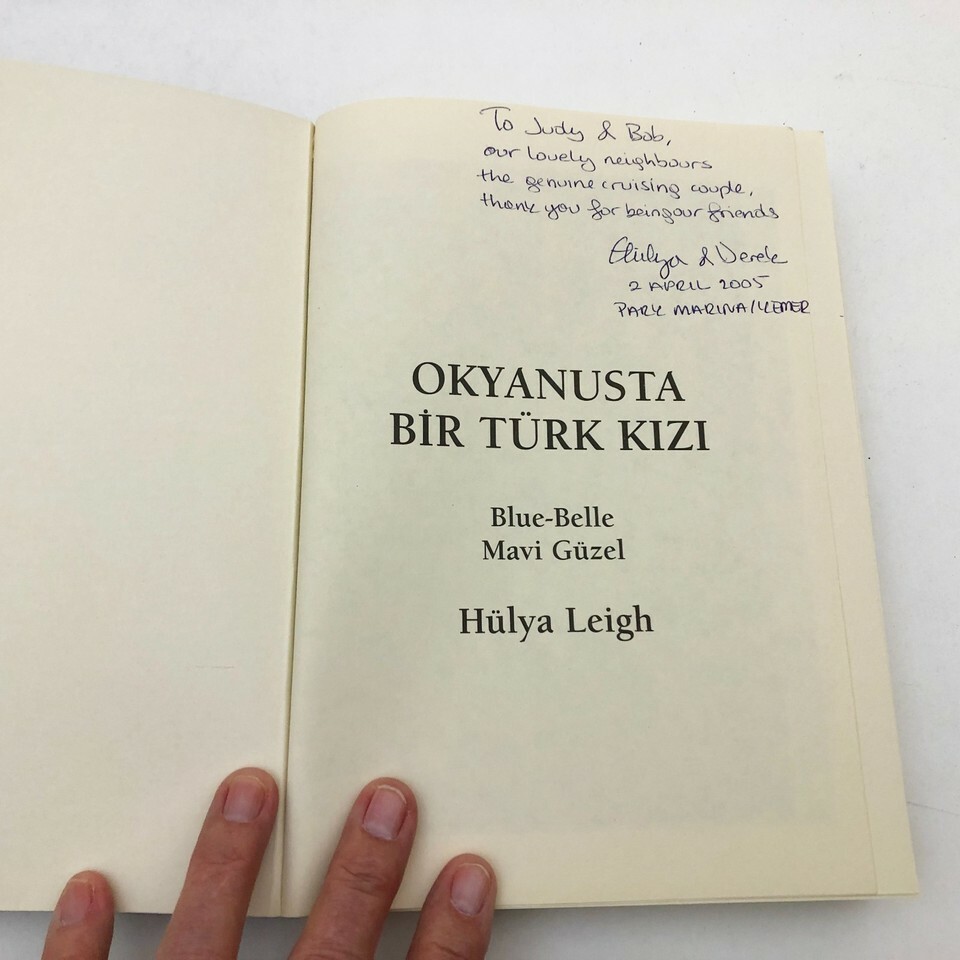 To Judy & Bob,
our lovely neighbours
the genuine cruising couple,
thank you for being our friends
Hülya & Derek
2 APRIL 2005
PARK MARINA/KEMER
OKYANUSTA
BİR TÜRK KIZI
Blue-Belle
Mavi Güzel
Hülya Leigh